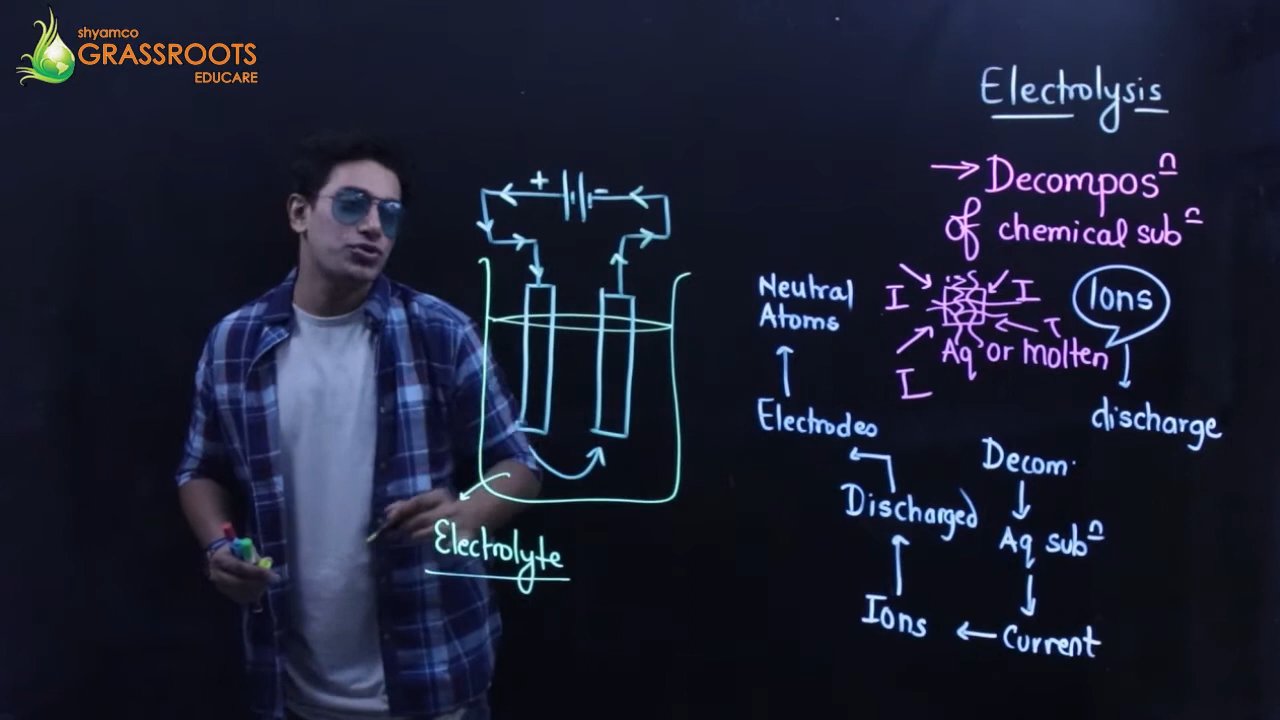 shyamco
GRASSROOTS
EDUCARE
Electrolysis
→ Decomposⁿ
of chemical subⁿ
I
I
I
I
Ions
Aq or Molten
discharge
+
-
Neutral
Atoms
Electrodes
Discharged
Ions
Decom.
Aq subⁿ
Current
Electrolyte